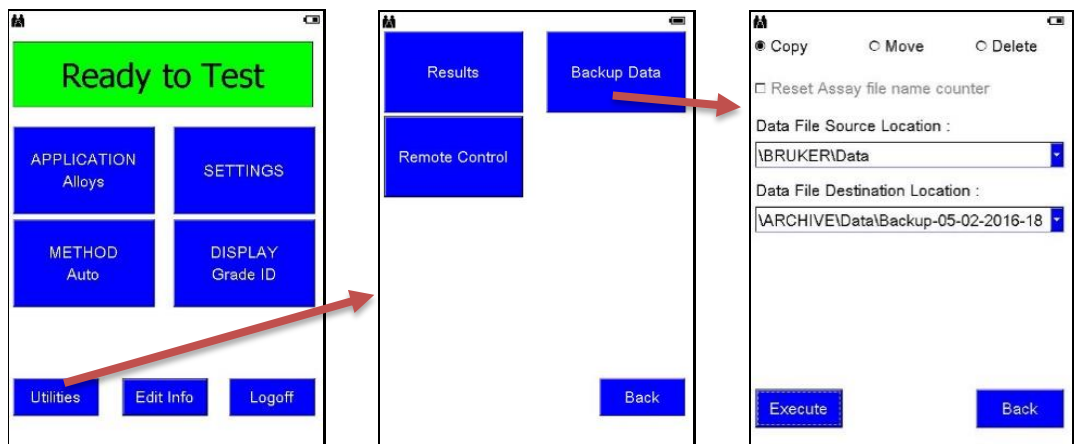 Ready to Test
APPLICATION
Alloys
SETTINGS
METHOD
Auto
DISPLAY
Grade ID
Utilities
Edit Info
Logoff
Results
Backup Data
Remote Control
Back
Copy
Move
Delete
Reset Assay file name counter
Data File Source Location :
\BRUKER\Data
Data File Destination Location :
\ARCHIVE\Data\Backup-05-02-2016-18
Execute
Back